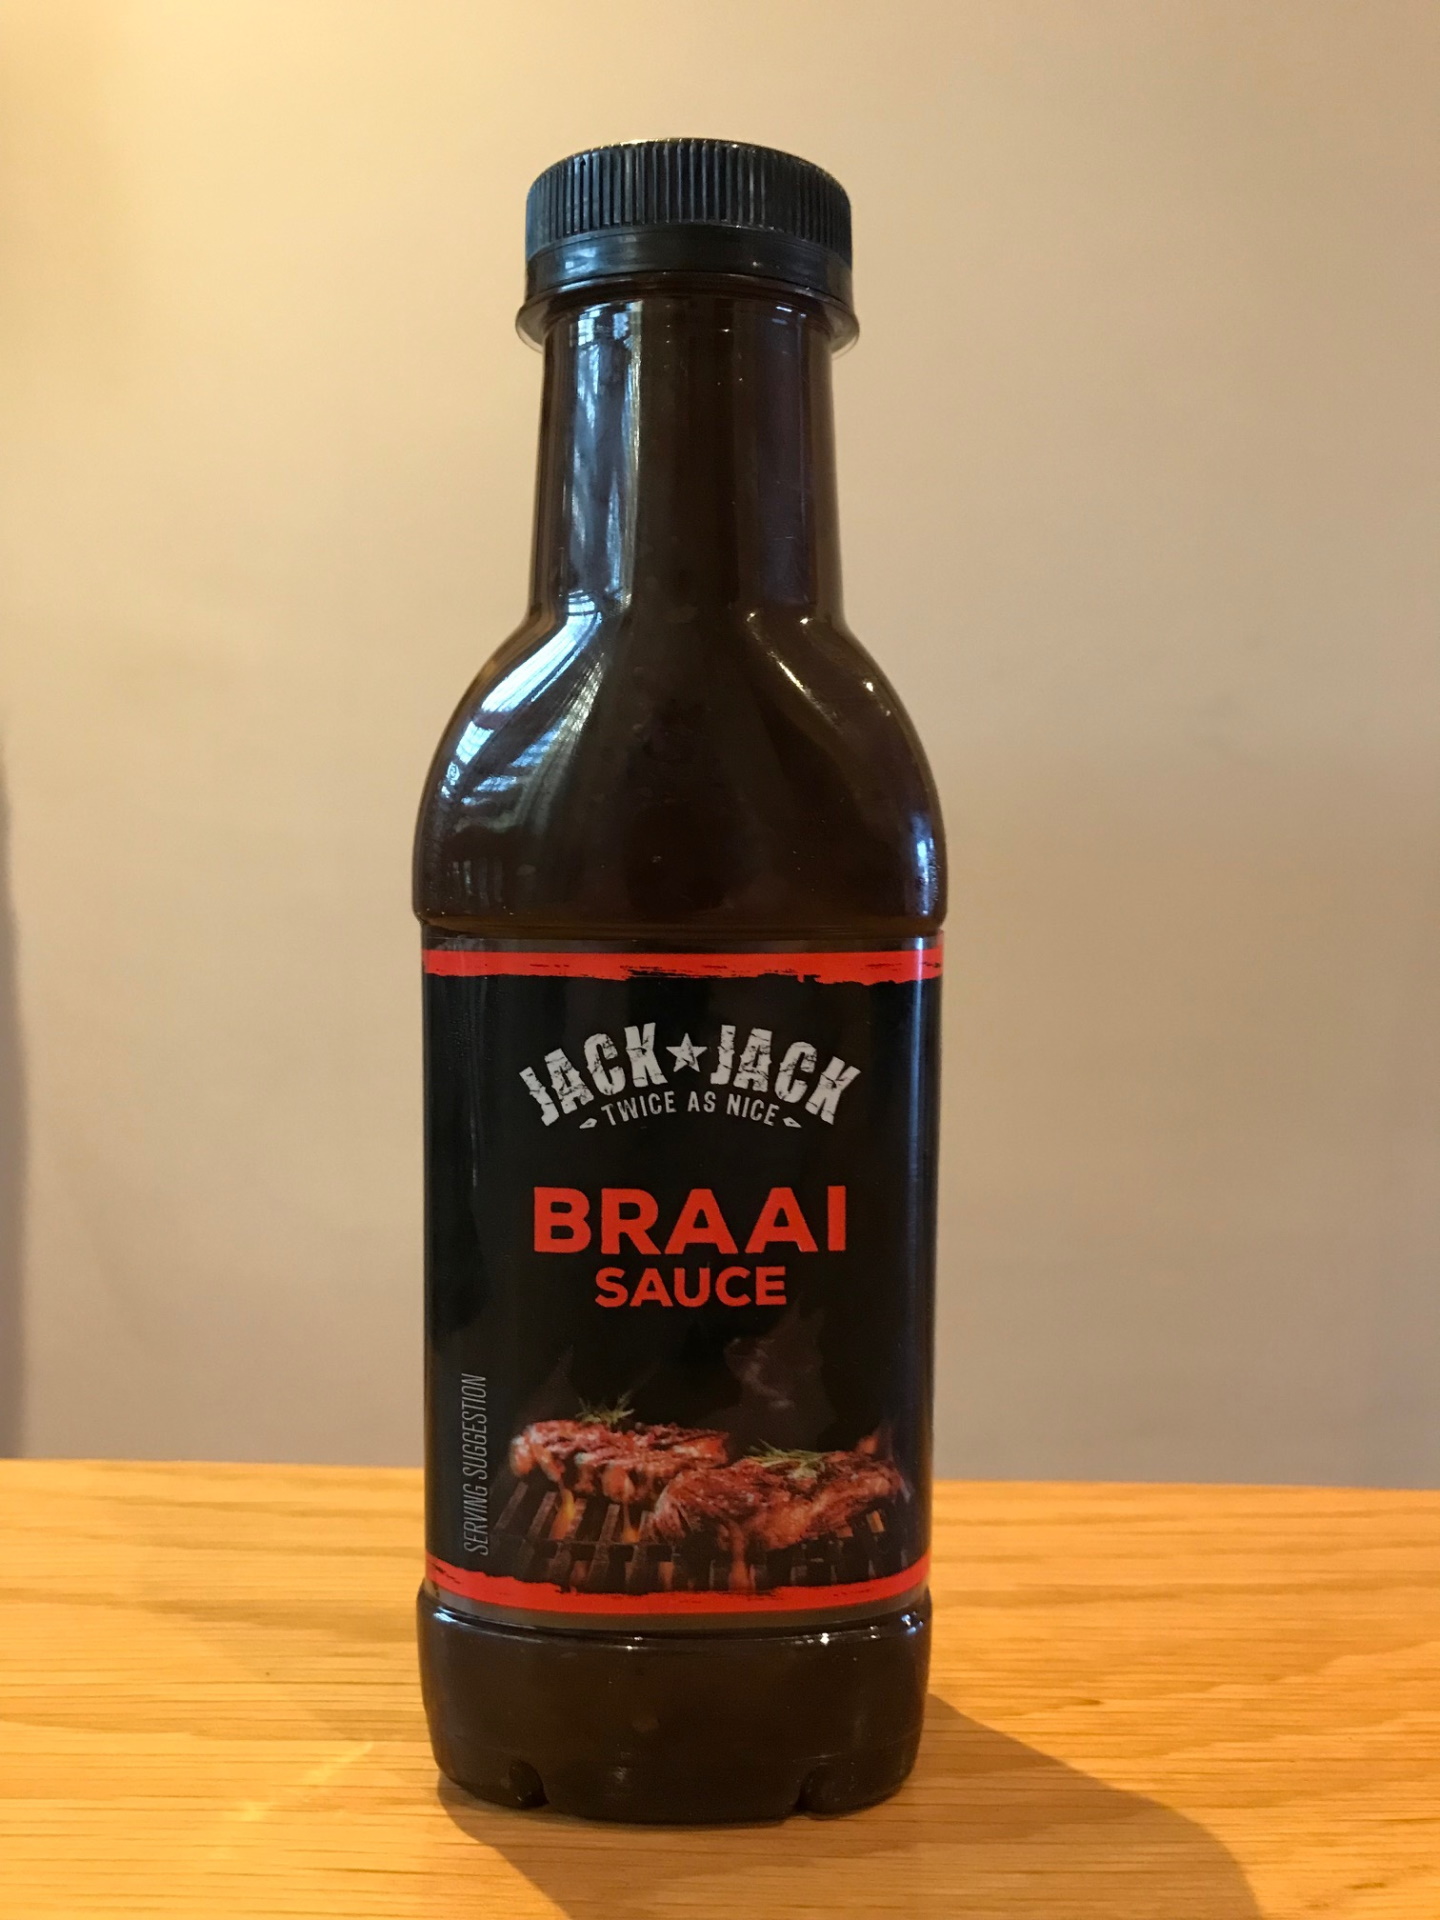 JACK★JACK
TWICE AS NICE
BRAAI
SAUCE
SERVING SUGGESTION